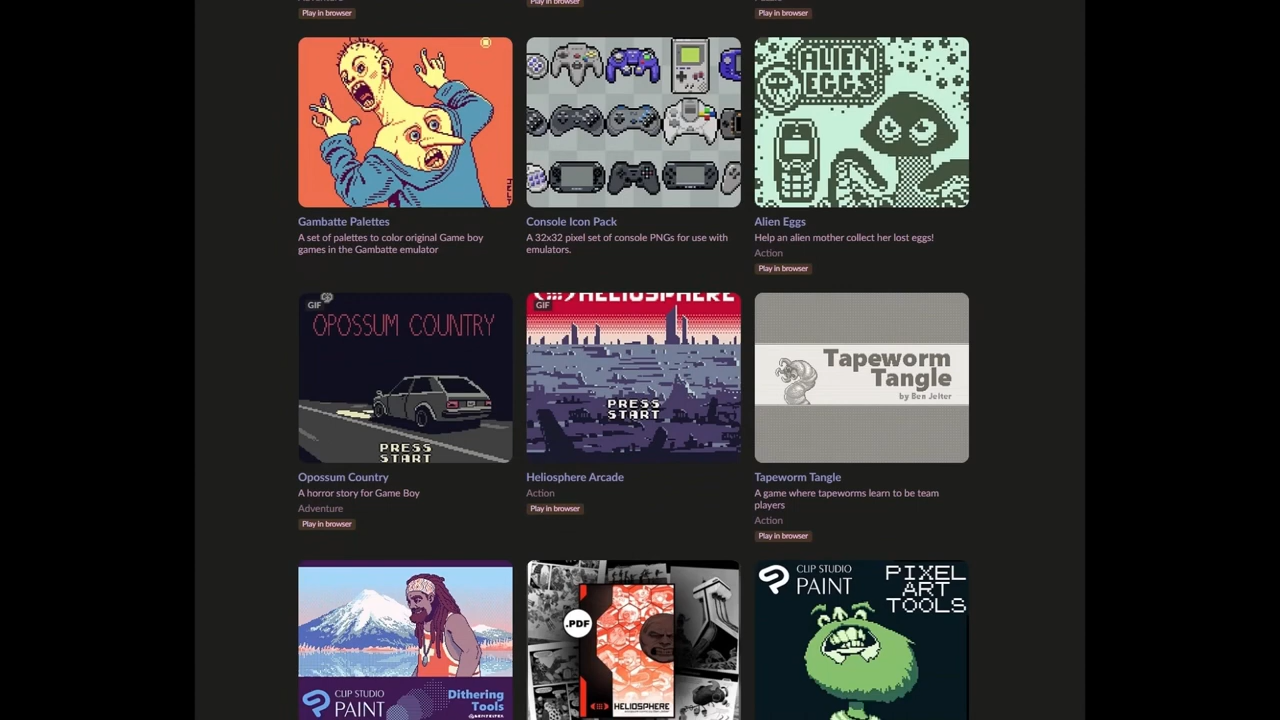 Play in browser
Play in browser
Play in browser
ALIEN
EGGS
Gambatte Palettes
A set of palettes to color original Game boy
games in the Gambatte emulator
Console Icon Pack
A 32x32 pixel set of console PNGs for use with
emulators.
Alien Eggs
Help an alien mother collect her lost eggs!
Action
Play in browser
GIF
OPOSSUM COUNTRY
PRESS
START
GIF
HELIOSPHERE
PRESS
START
Tapeworm
Tangle
by Ben Jelter
Opossum Country
A horror story for Game Boy
Adventure
Play in browser
Heliosphere Arcade
Action
Play in browser
Tapeworm Tangle
A game where tapeworms learn to be team
players
Action
Play in browser
CLIP STUDIO
PAINT
Dithering
Tools
.PDF
HELIOSPHERE
CLIP STUDIO
PAINT
PIXEL
ART
TOOLS